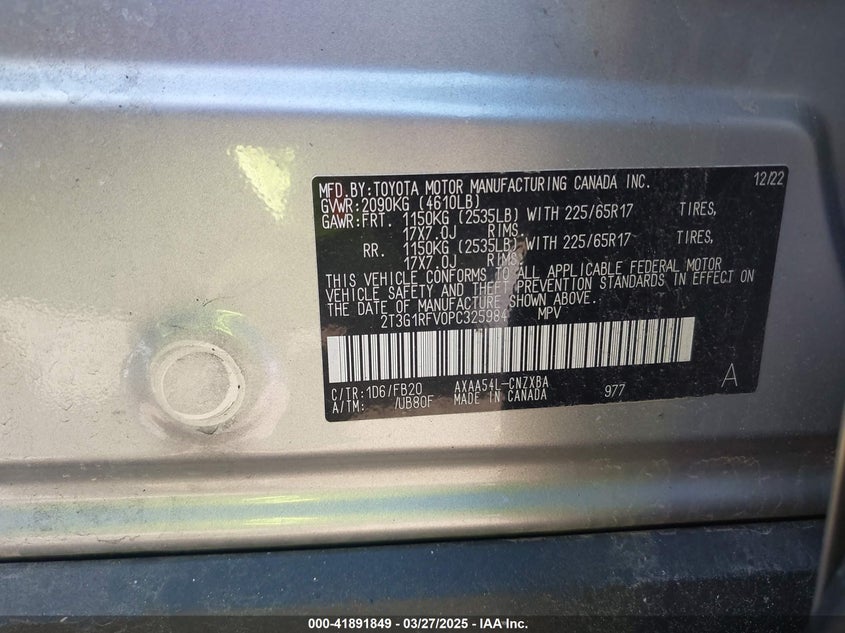 MFD.BY:TOYOTA MOTOR MANUFACTURING CANADA INC. 12/22
GVWR:2090KG (4610LB)
GAWR:FRT. 1150KG (2535LB) WITH 225/65R17 TIRES,
17X7.0J RIMS.
RR. 1150KG (2535LB) WITH 225/65R17 TIRES,
17X7.0J RIMS.
THIS VEHICLE CONFORMS TO ALL APPLICABLE FEDERAL MOTOR
VEHICLE SAFETY AND THEFT PREVENTION STANDARDS IN EFFECT ON
THE DATE OF MANUFACTURE SHOWN ABOVE.
2T3G1RFV0PC325984 MPV
C/TR:1D6/FB20 AXAA54L-CNZXBA 977 A
A/TM: /UB80F MADE IN CANADA
000-41891849 - 03/27/2025 - IAA Inc.